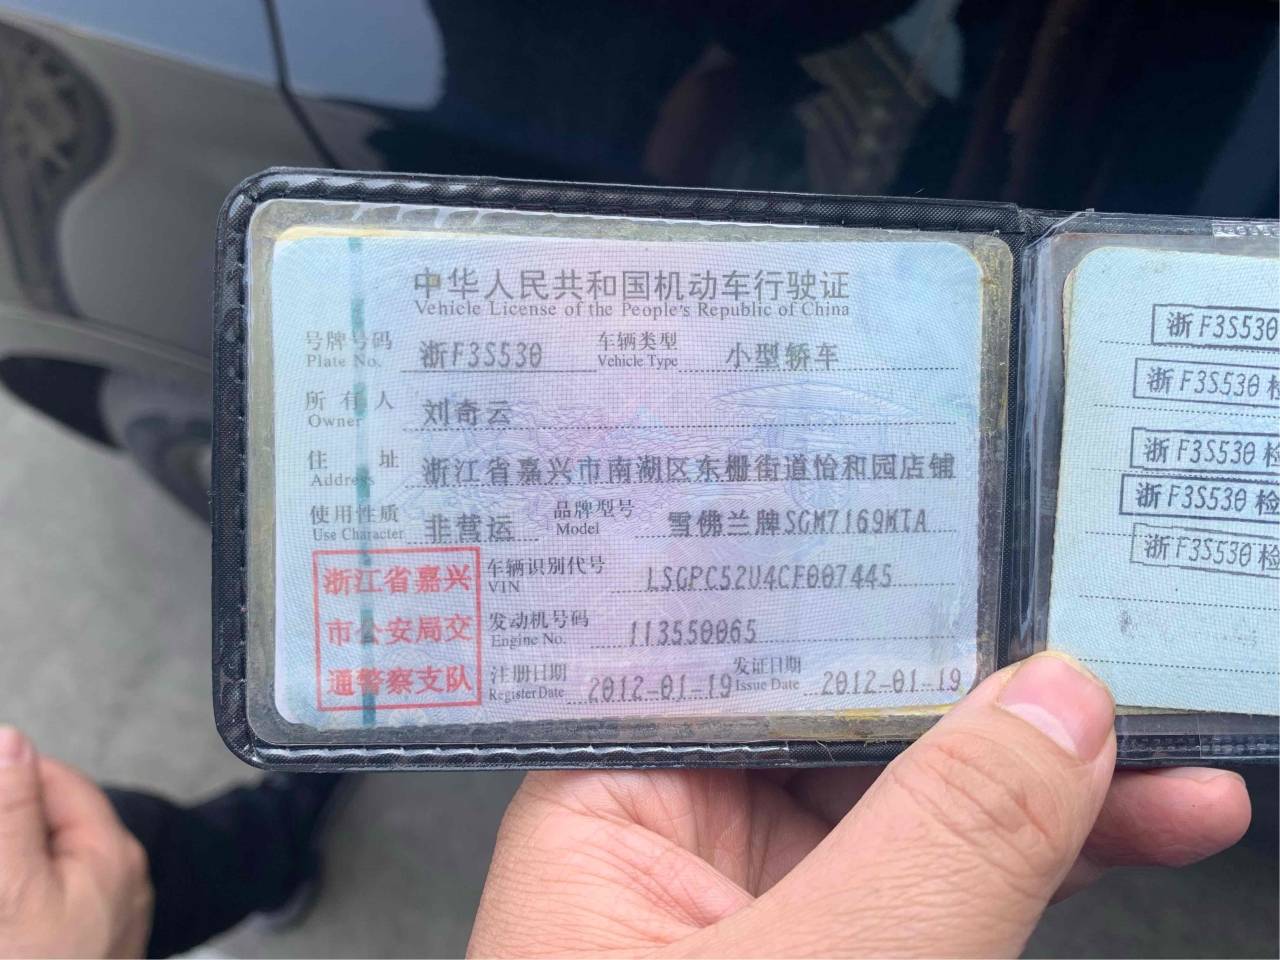 中华人民共和国机动车行驶证
Vehicle License of the People's Republic of China
号牌号码 浙F3S530 车辆类型 小型轿车
Plate No. Vehicle Type
所有人 刘奇云
Owner
住址 浙江省嘉兴市南湖区东栅街道怡和园店铺
Address
使用性质 非营运 品牌型号 雪佛兰牌SGM7169MTA
Use Character Model
浙江省嘉兴
市公安局交
通警察支队
车辆识别代号 LSGPC52U4CF007445
VIN
发动机号码 113550065
Engine No.
注册日期 2012-01-19 发证日期 2012-01-19
Register Date Issue Date
浙F3S530
浙F3S530检
浙F3S530检
浙F3S530检
浙F3S530检